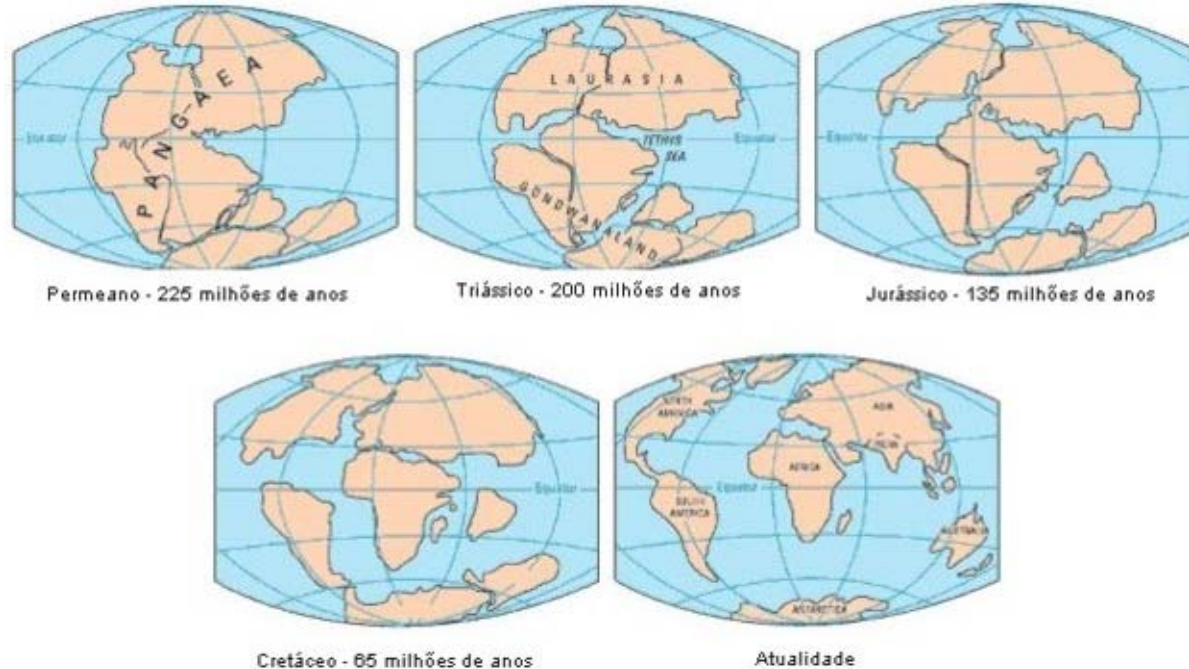 PANGAEA
Equator
Permeano - 225 milhões de anos
LAURASIA
TETHYS
SEA
Equator
GONDWANALAND
Triássico - 200 milhões de anos
Equator
Jurássico - 135 milhões de anos
Equator
Cretáceo - 65 milhões de anos
NORTH
AMERICA
ASIA
INDIA
AFRICA
Equator
SOUTH
AMERICA
AUSTRALIA
ANTARCTICA
Atualidade